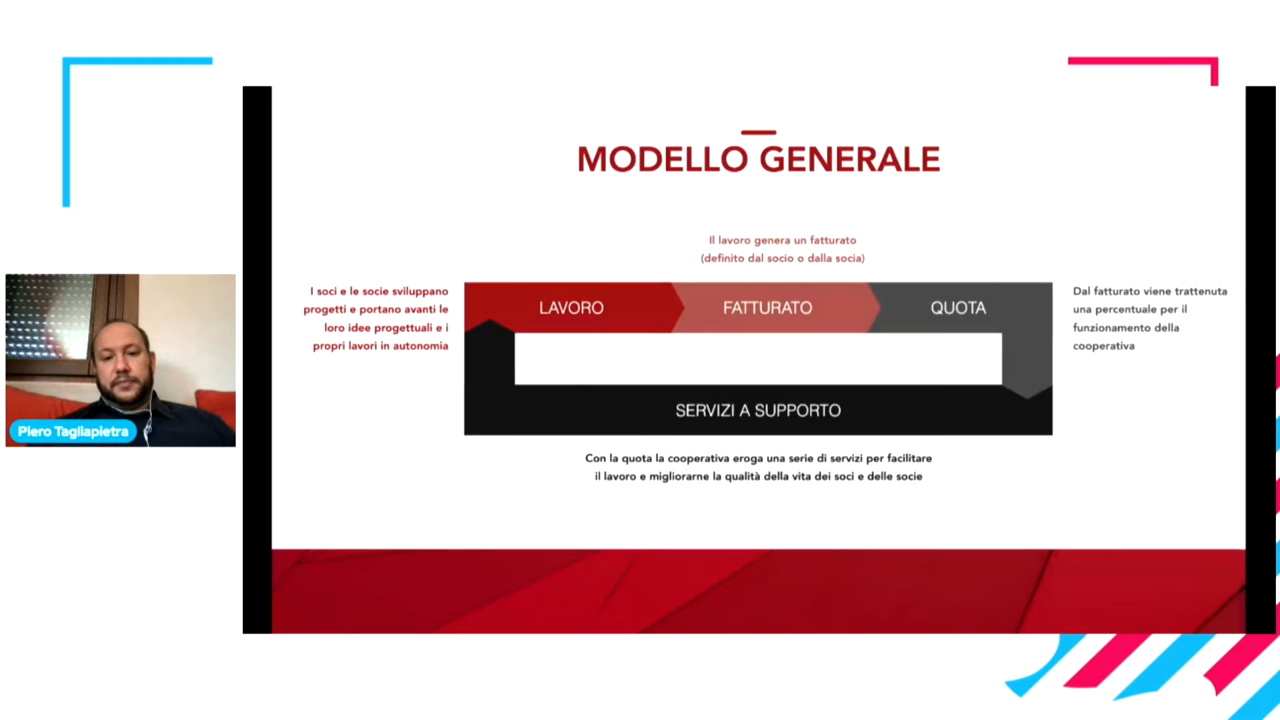 MODELLO GENERALE
Il lavoro genera un fatturato
(definito dal socio o dalla socia)
I soci e le socie sviluppano
progetti e portano avanti le
loro idee progettuali e i
propri lavori in autonomia
LAVORO
FATTURATO
QUOTA
Dal fatturato viene trattenuta
una percentuale per il
funzionamento della
cooperativa
SERVIZI A SUPPORTO
Con la quota la cooperativa eroga una serie di servizi per facilitare
il lavoro e migliorarne la qualità della vita dei soci e delle socie
Piero Tagliapietra